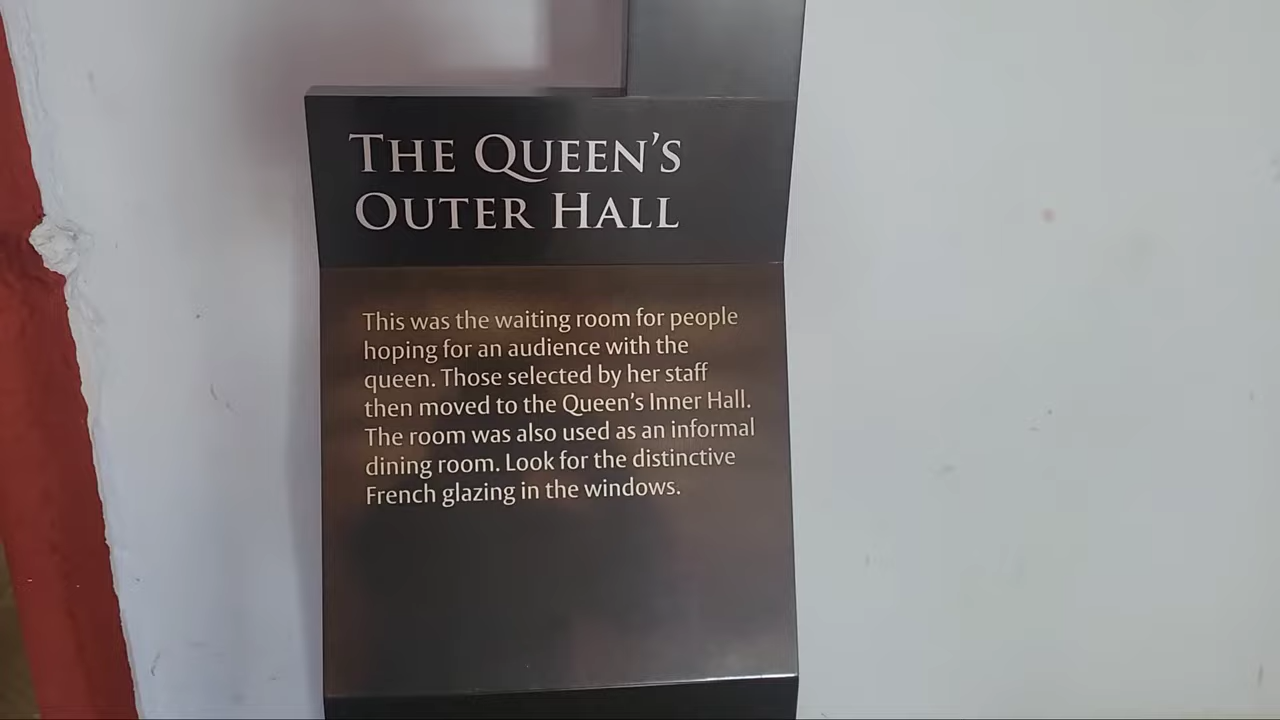 THE QUEEN'S
OUTER HALL
This was the waiting room for people
hoping for an audience with the
queen. Those selected by her staff
then moved to the Queen's Inner Hall.
The room was also used as an informal
dining room. Look for the distinctive
French glazing in the windows.